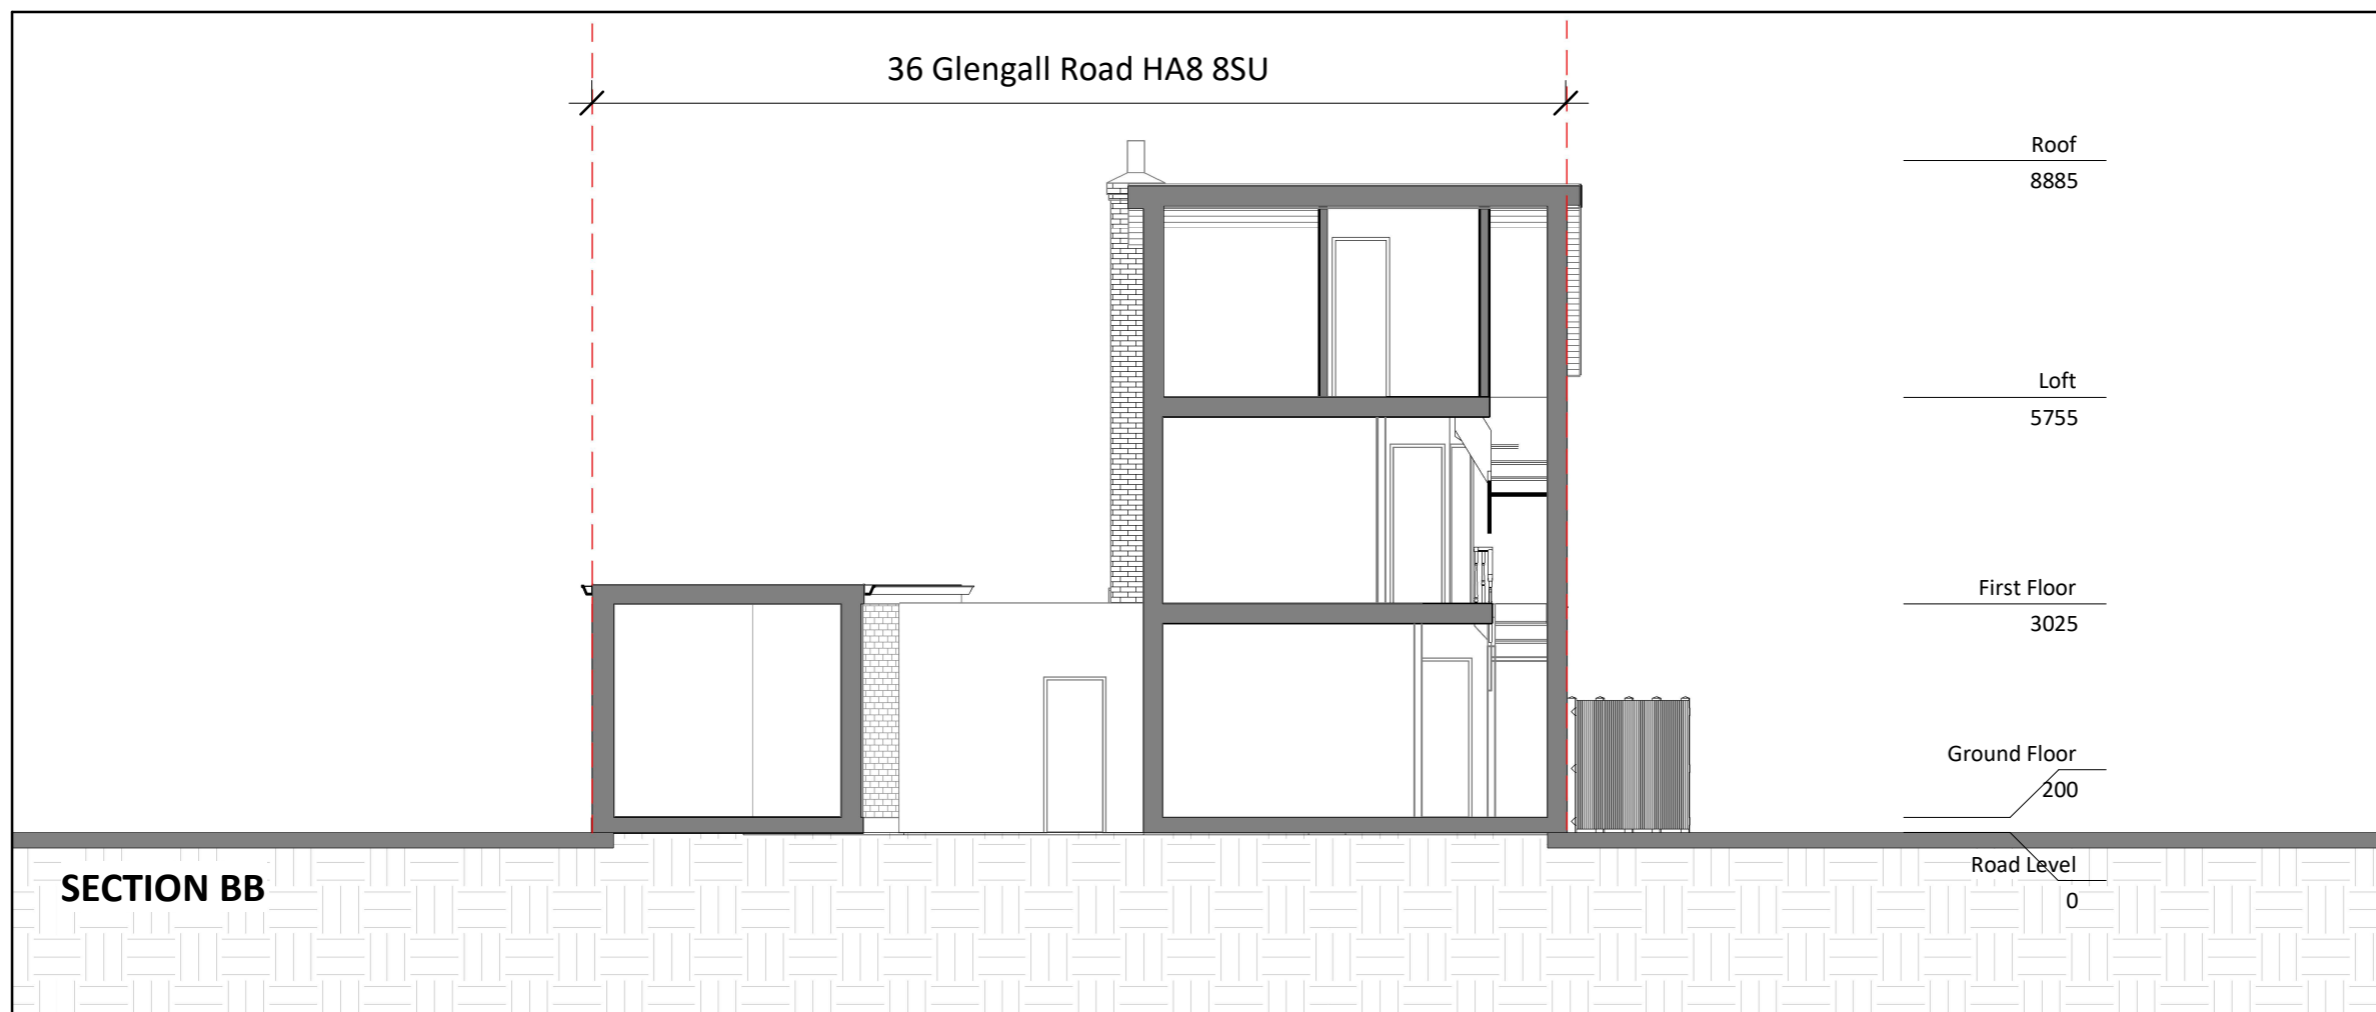 36 Glengall Road HA8 8SU
Roof
8885
Loft
5755
First Floor
3025
Ground Floor
200
Road Level
0
SECTION BB